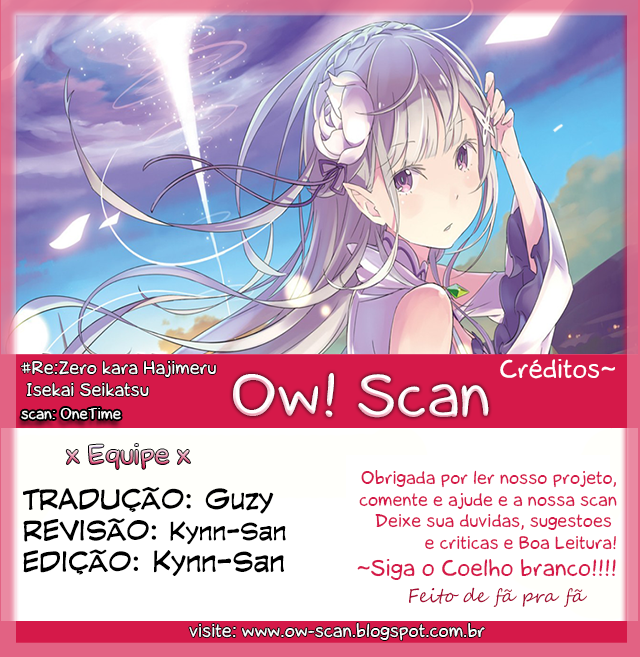 #Re:Zero kara Hajimeru
Isekai Seikatsu
scan: OneTime
Ow! Scan
Créditos~
x Equipe x
TRADUÇÃO: Guzy
REVISÃO: Kynn-San
EDIÇÃO: Kynn-San
Obrigada por ler nosso projeto,
comente e ajude e a nossa scan
Deixe sua duvidas, sugestoes
e criticas e Boa Leitura!
~Siga o Coelho branco!!!!
Feito de fã pra fã
visite: www.ow-scan.blogspot.com.br